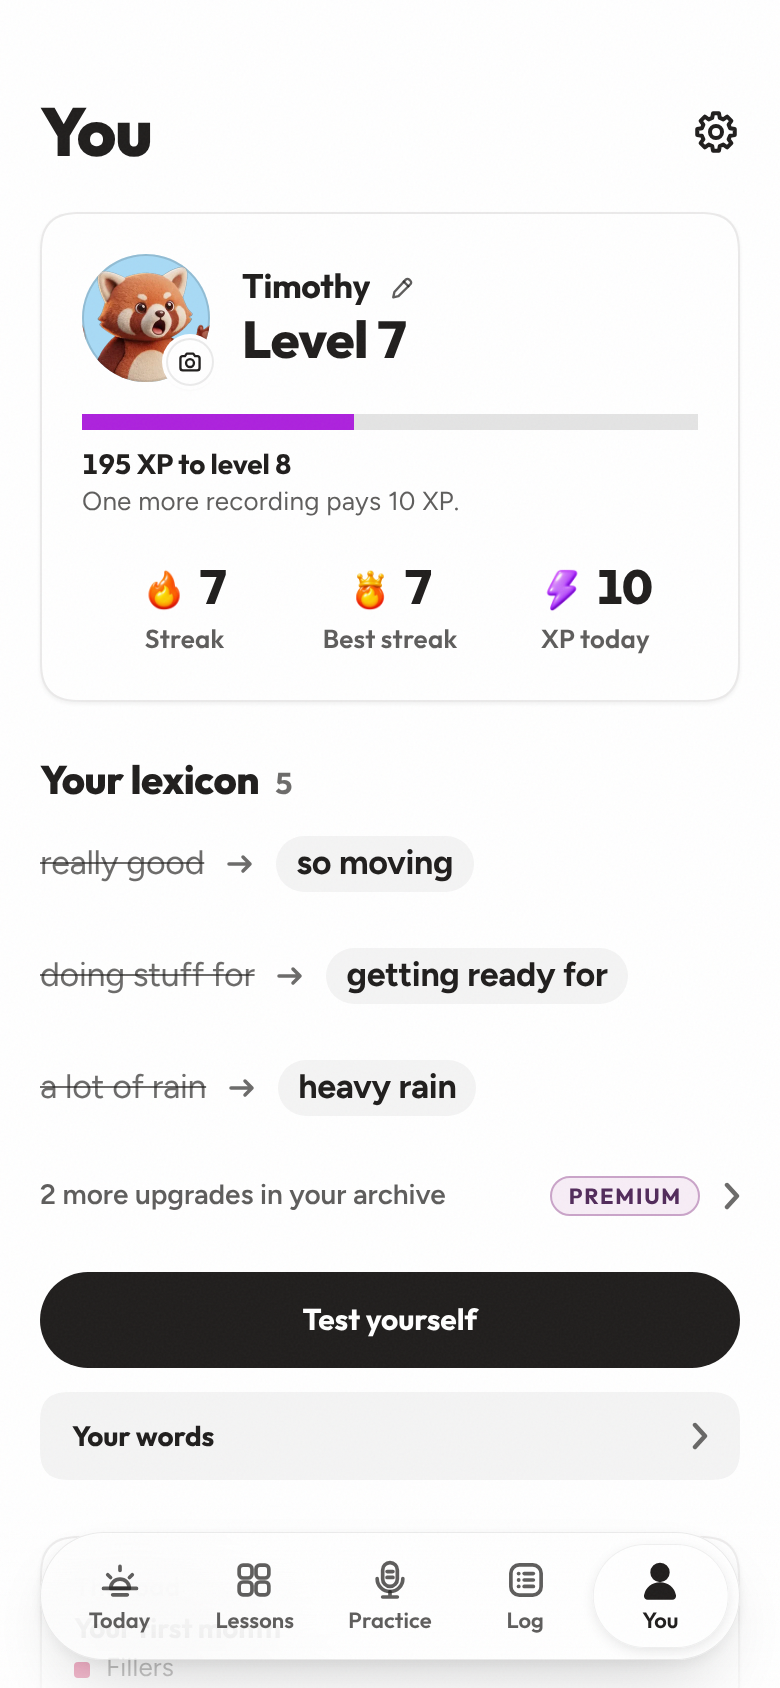 You
Timothy
Level 7
195 XP to level 8
One more recording pays 10 XP.
7
7
10
Streak
Best streak
XP today
Your lexicon 5
really good → so moving
doing stuff for → getting ready for
a lot of rain → heavy rain
2 more upgrades in your archive PREMIUM
Test yourself
Your words
Your first month
Today
Lessons
Practice
Log
You
Fillers